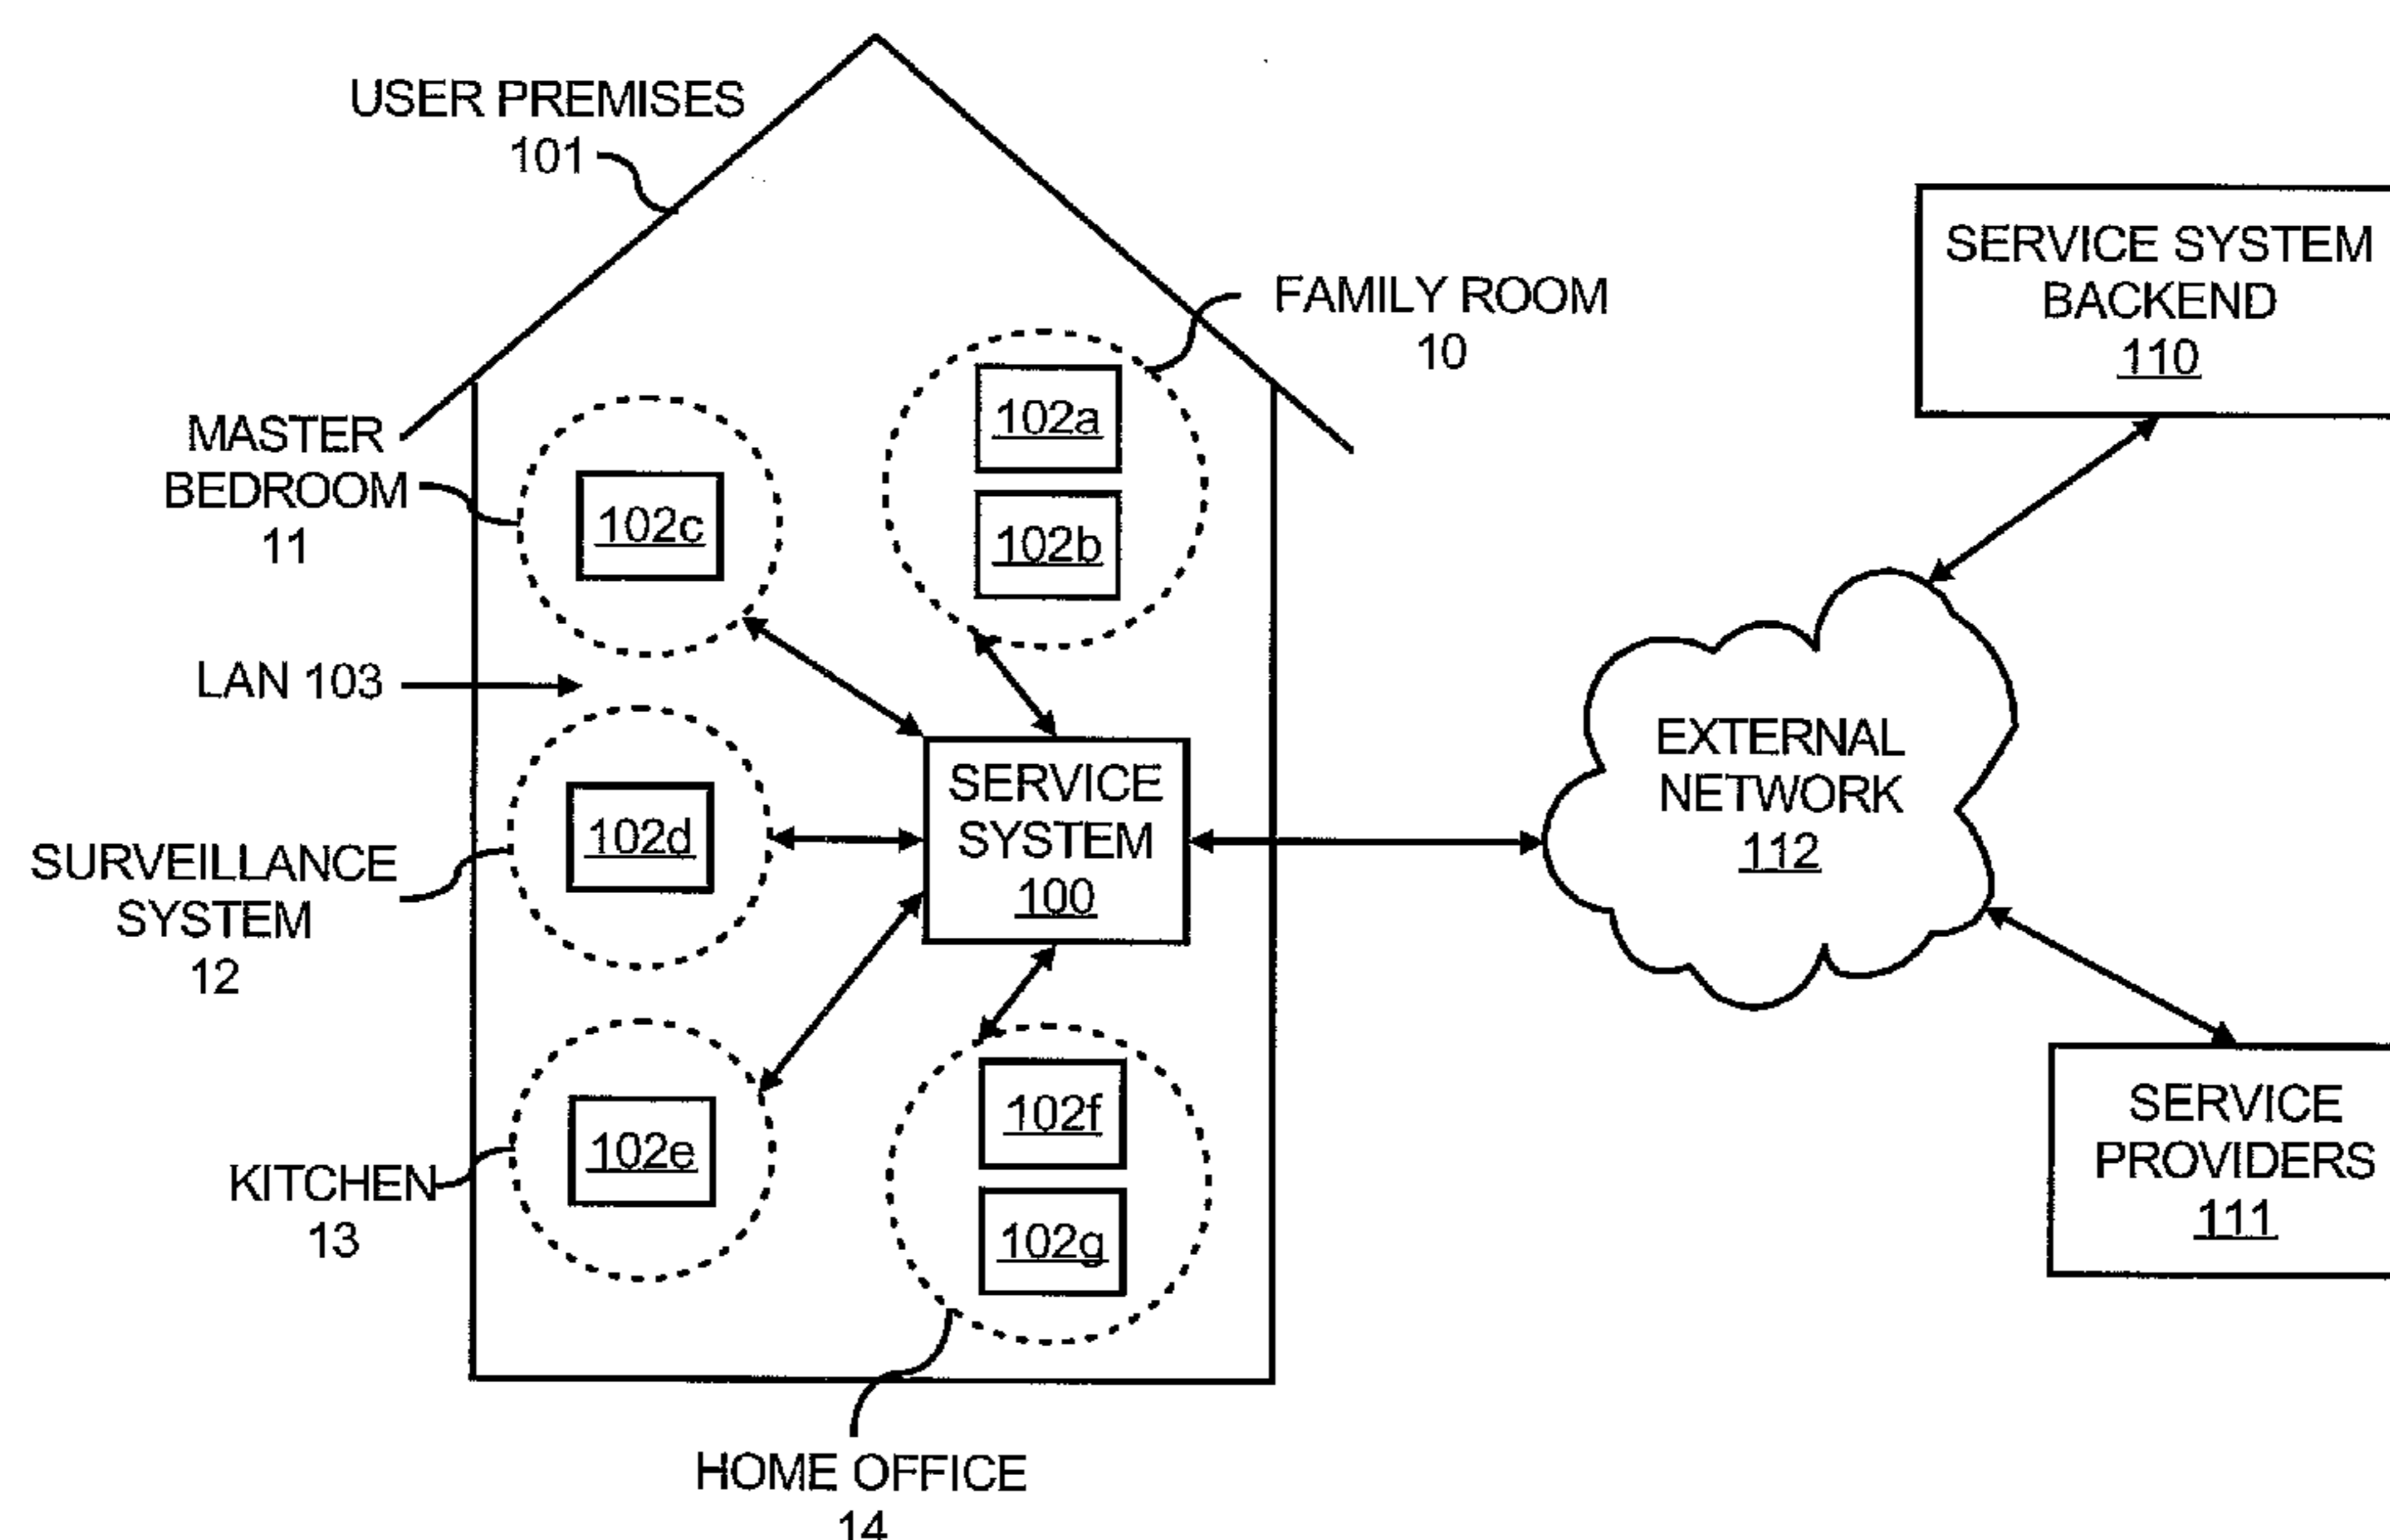 USER PREMISES
101
FAMILY ROOM
10
MASTER
BEDROOM
11
LAN 103
SURVEILLANCE
SYSTEM
12
KITCHEN
13
HOME OFFICE
14
102a
102b
102c
102d
102e
102f
102g
SERVICE
SYSTEM
100
EXTERNAL
NETWORK
112
SERVICE SYSTEM
BACKEND
110
SERVICE
PROVIDERS
111